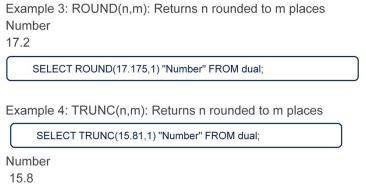 Example 3: ROUND(n,m): Returns n rounded to m places
Number
17.2
SELECT ROUND(17.175,1) "Number" FROM dual;
Example 4: TRUNC(n,m): Returns n rounded to m places
SELECT TRUNC(15.81,1) "Number" FROM dual;
Number
15.8